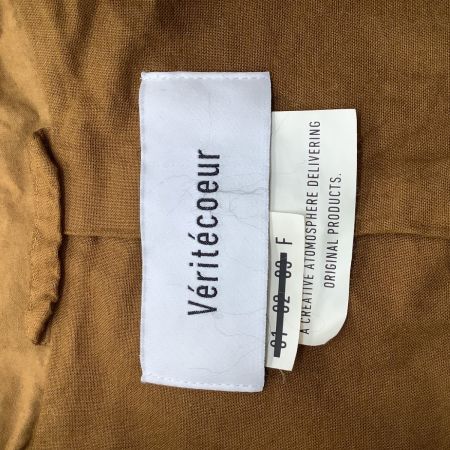 Véritécoeur
01 02 03 F
A CREATIVE ATOMOSPHERE DELIVERING
ORIGINAL PRODUCTS.